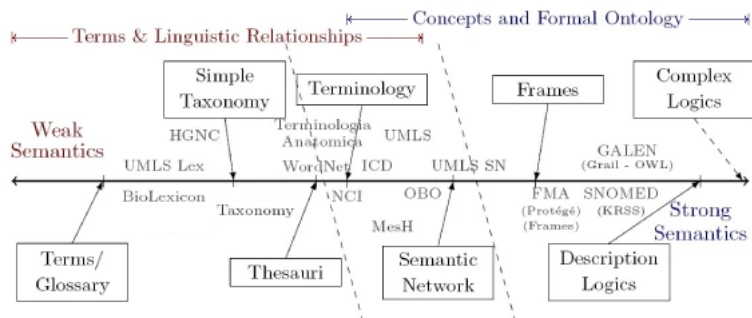 Concepts and Formal Ontology
Terms & Linguistic Relationships
Simple
Taxonomy
Terminology
Frames
Complex
Logics
Weak
Semantics
HGNC
Terminologia
Anatomica
UMLS
GALEN
(Grail - OWL)
UMLS Lex
WordNet
ICD
UMLS SN
BioLexicon
Taxonomy
NCI
OBO
MesH
FMA
(Protégé)
(Frames)
SNOMED
(KRSS)
Strong
Semantics
Terms/
Glossary
Thesauri
Semantic
Network
Description
Logics